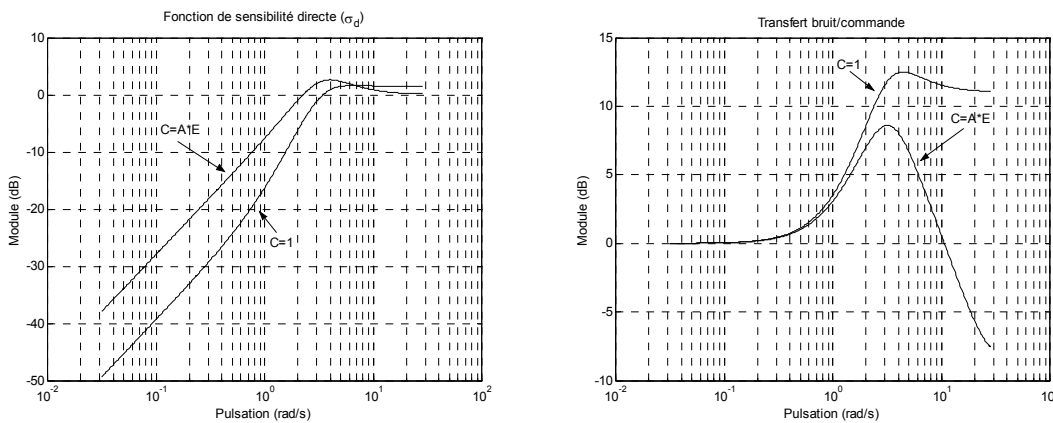 Fonction de sensibilité directe (σd)
10
0
-10
-20
-30
-40
-50
Module (dB)
C=A*E
C=1
10-2
10-1
100
101
102
Pulsation (rad/s)
Transfert bruit/commande
15
10
5
0
-5
-10
Module (dB)
C=1
C=A*E
10-2
10-1
100
101
10
Pulsation (rad/s)